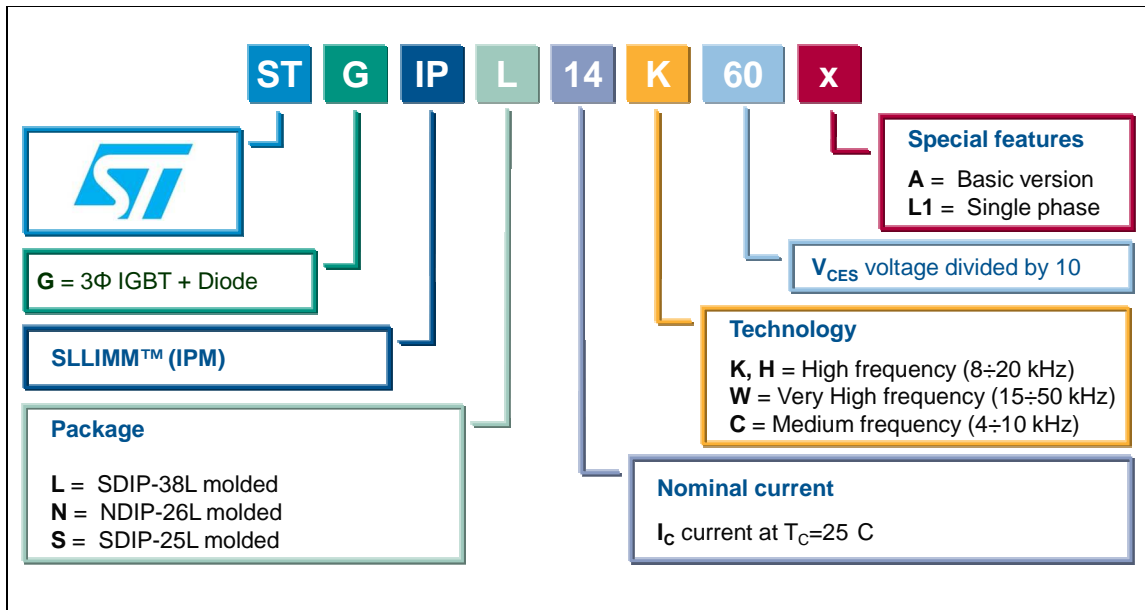 ST G IP L 14 K 60 x
ST
G = 3Φ IGBT + Diode
SLLIMM™ (IPM)
Package
L = SDIP-38L molded
N = NDIP-26L molded
S = SDIP-25L molded
Special features
A = Basic version
L1 = Single phase
VCES voltage divided by 10
Technology
K, H = High frequency (8÷20 kHz)
W = Very High frequency (15÷50 kHz)
C = Medium frequency (4÷10 kHz)
Nominal current
IC current at TC=25 C